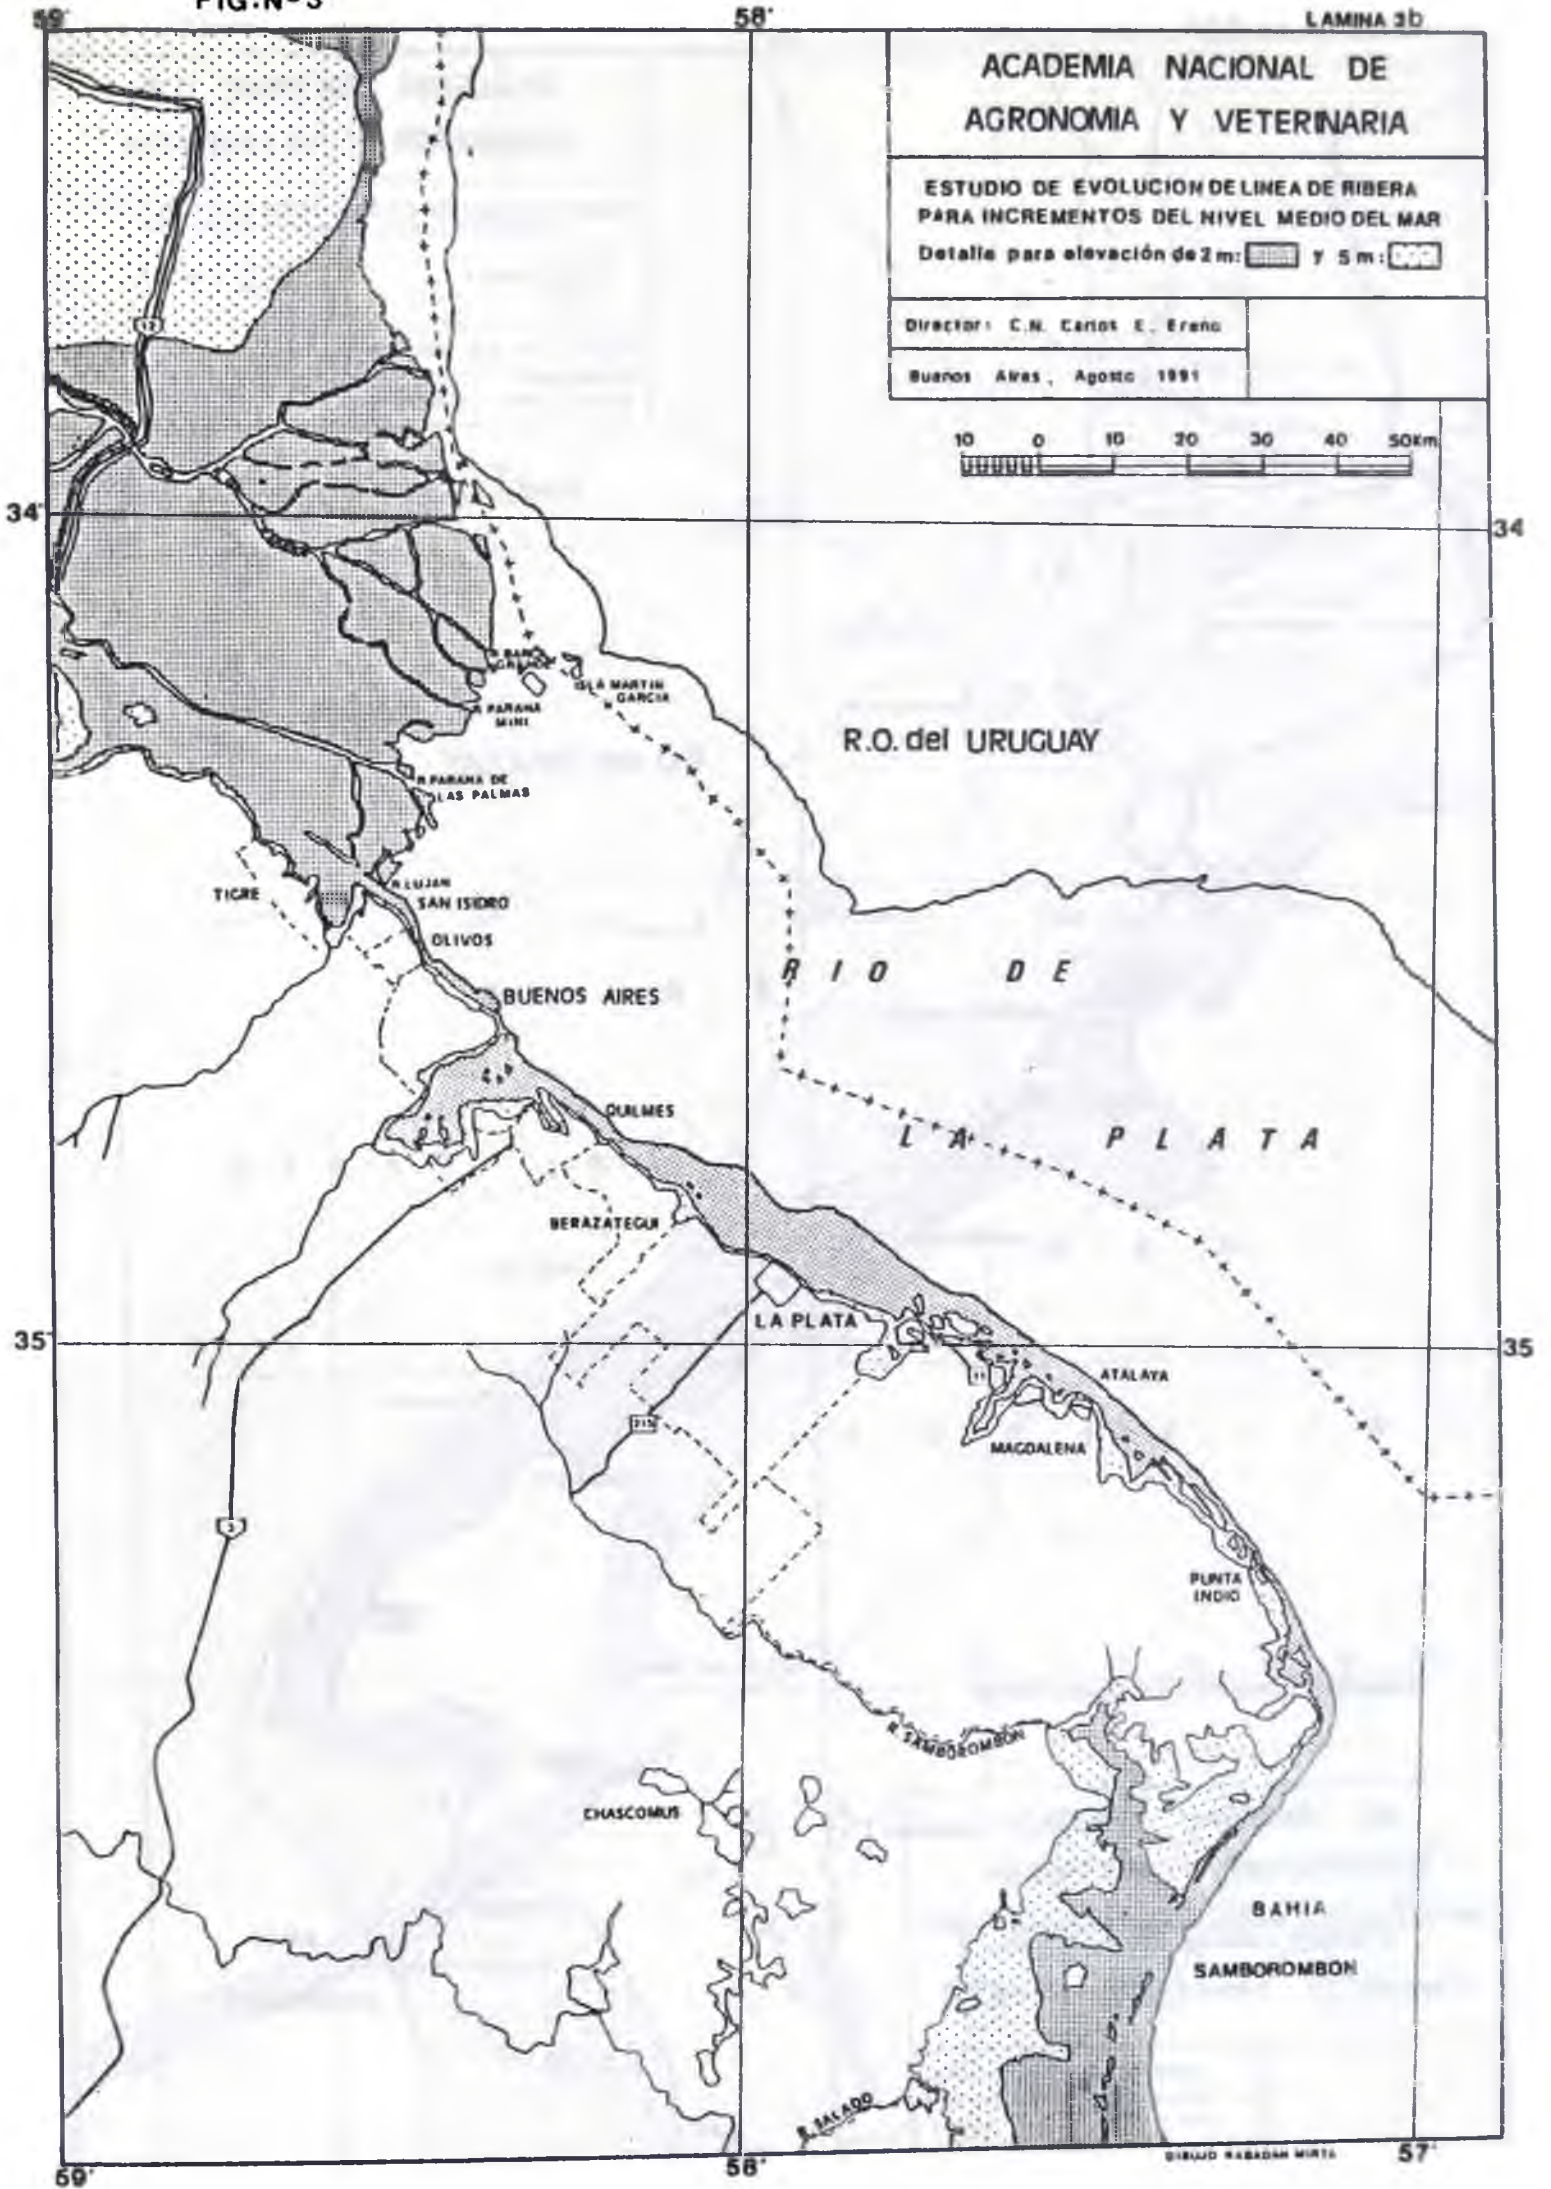 FIG.Nº3
59° 58° LAMINA 3b
ACADEMIA NACIONAL DE
AGRONOMIA Y VETERINARIA
ESTUDIO DE EVOLUCION DE LINEA DE RIBERA
PARA INCREMENTOS DEL NIVEL MEDIO DEL MAR
Detalle para elevación de 2 m: y 5 m:
Director: C.N. Carlos E. Ereño
Buenos Aires, Agosto 1991
10 0 10 20 30 40 50Km
12
34° 34
ISLA MARTIN
GARCIA
R PARANA
MINI
R.O. del URUGUAY
R PARANA DE
LAS PALMAS
R LUJAN
TIGRE
SAN ISIDRO
OLIVOS
RIO DE
BUENOS AIRES
QUILMES
LA PLATA
BERAZATEGUI
LA PLATA
35° 35
11
ATALAYA
215
MAGDALENA
3
PUNTA
INDIO
R. SAMBOROMBON
CHASCOMUS
BAHIA
SAMBOROMBON
R. SALADO
DIBUJO RABADAN MIRTA
59° 58° 57°